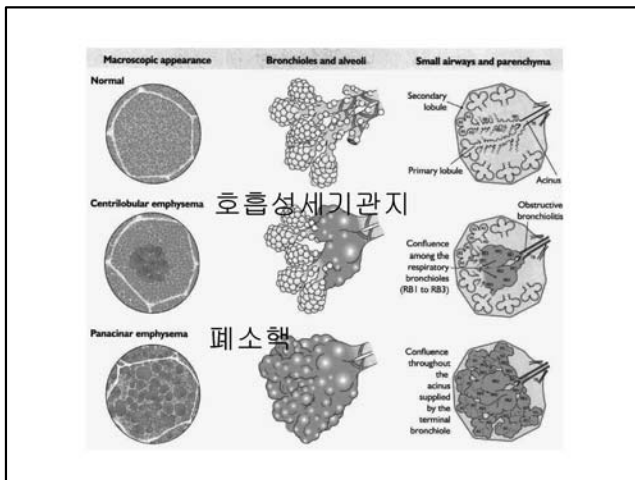 Macroscopic appearance
Bronchioles and alveoli
Small airways and parenchyma
Normal
Secondary
lobule
Primary lobule
Acinus
Centrilobular emphysema
호흡성세기관지
Obstructive
bronchiolitis
Confluence
among the
respiratory
bronchioles
(RB1 to RB3)
Panacinar emphysema
폐소핵
Confluence
throughout
the
acinus
supplied
by the
terminal
bronchiole